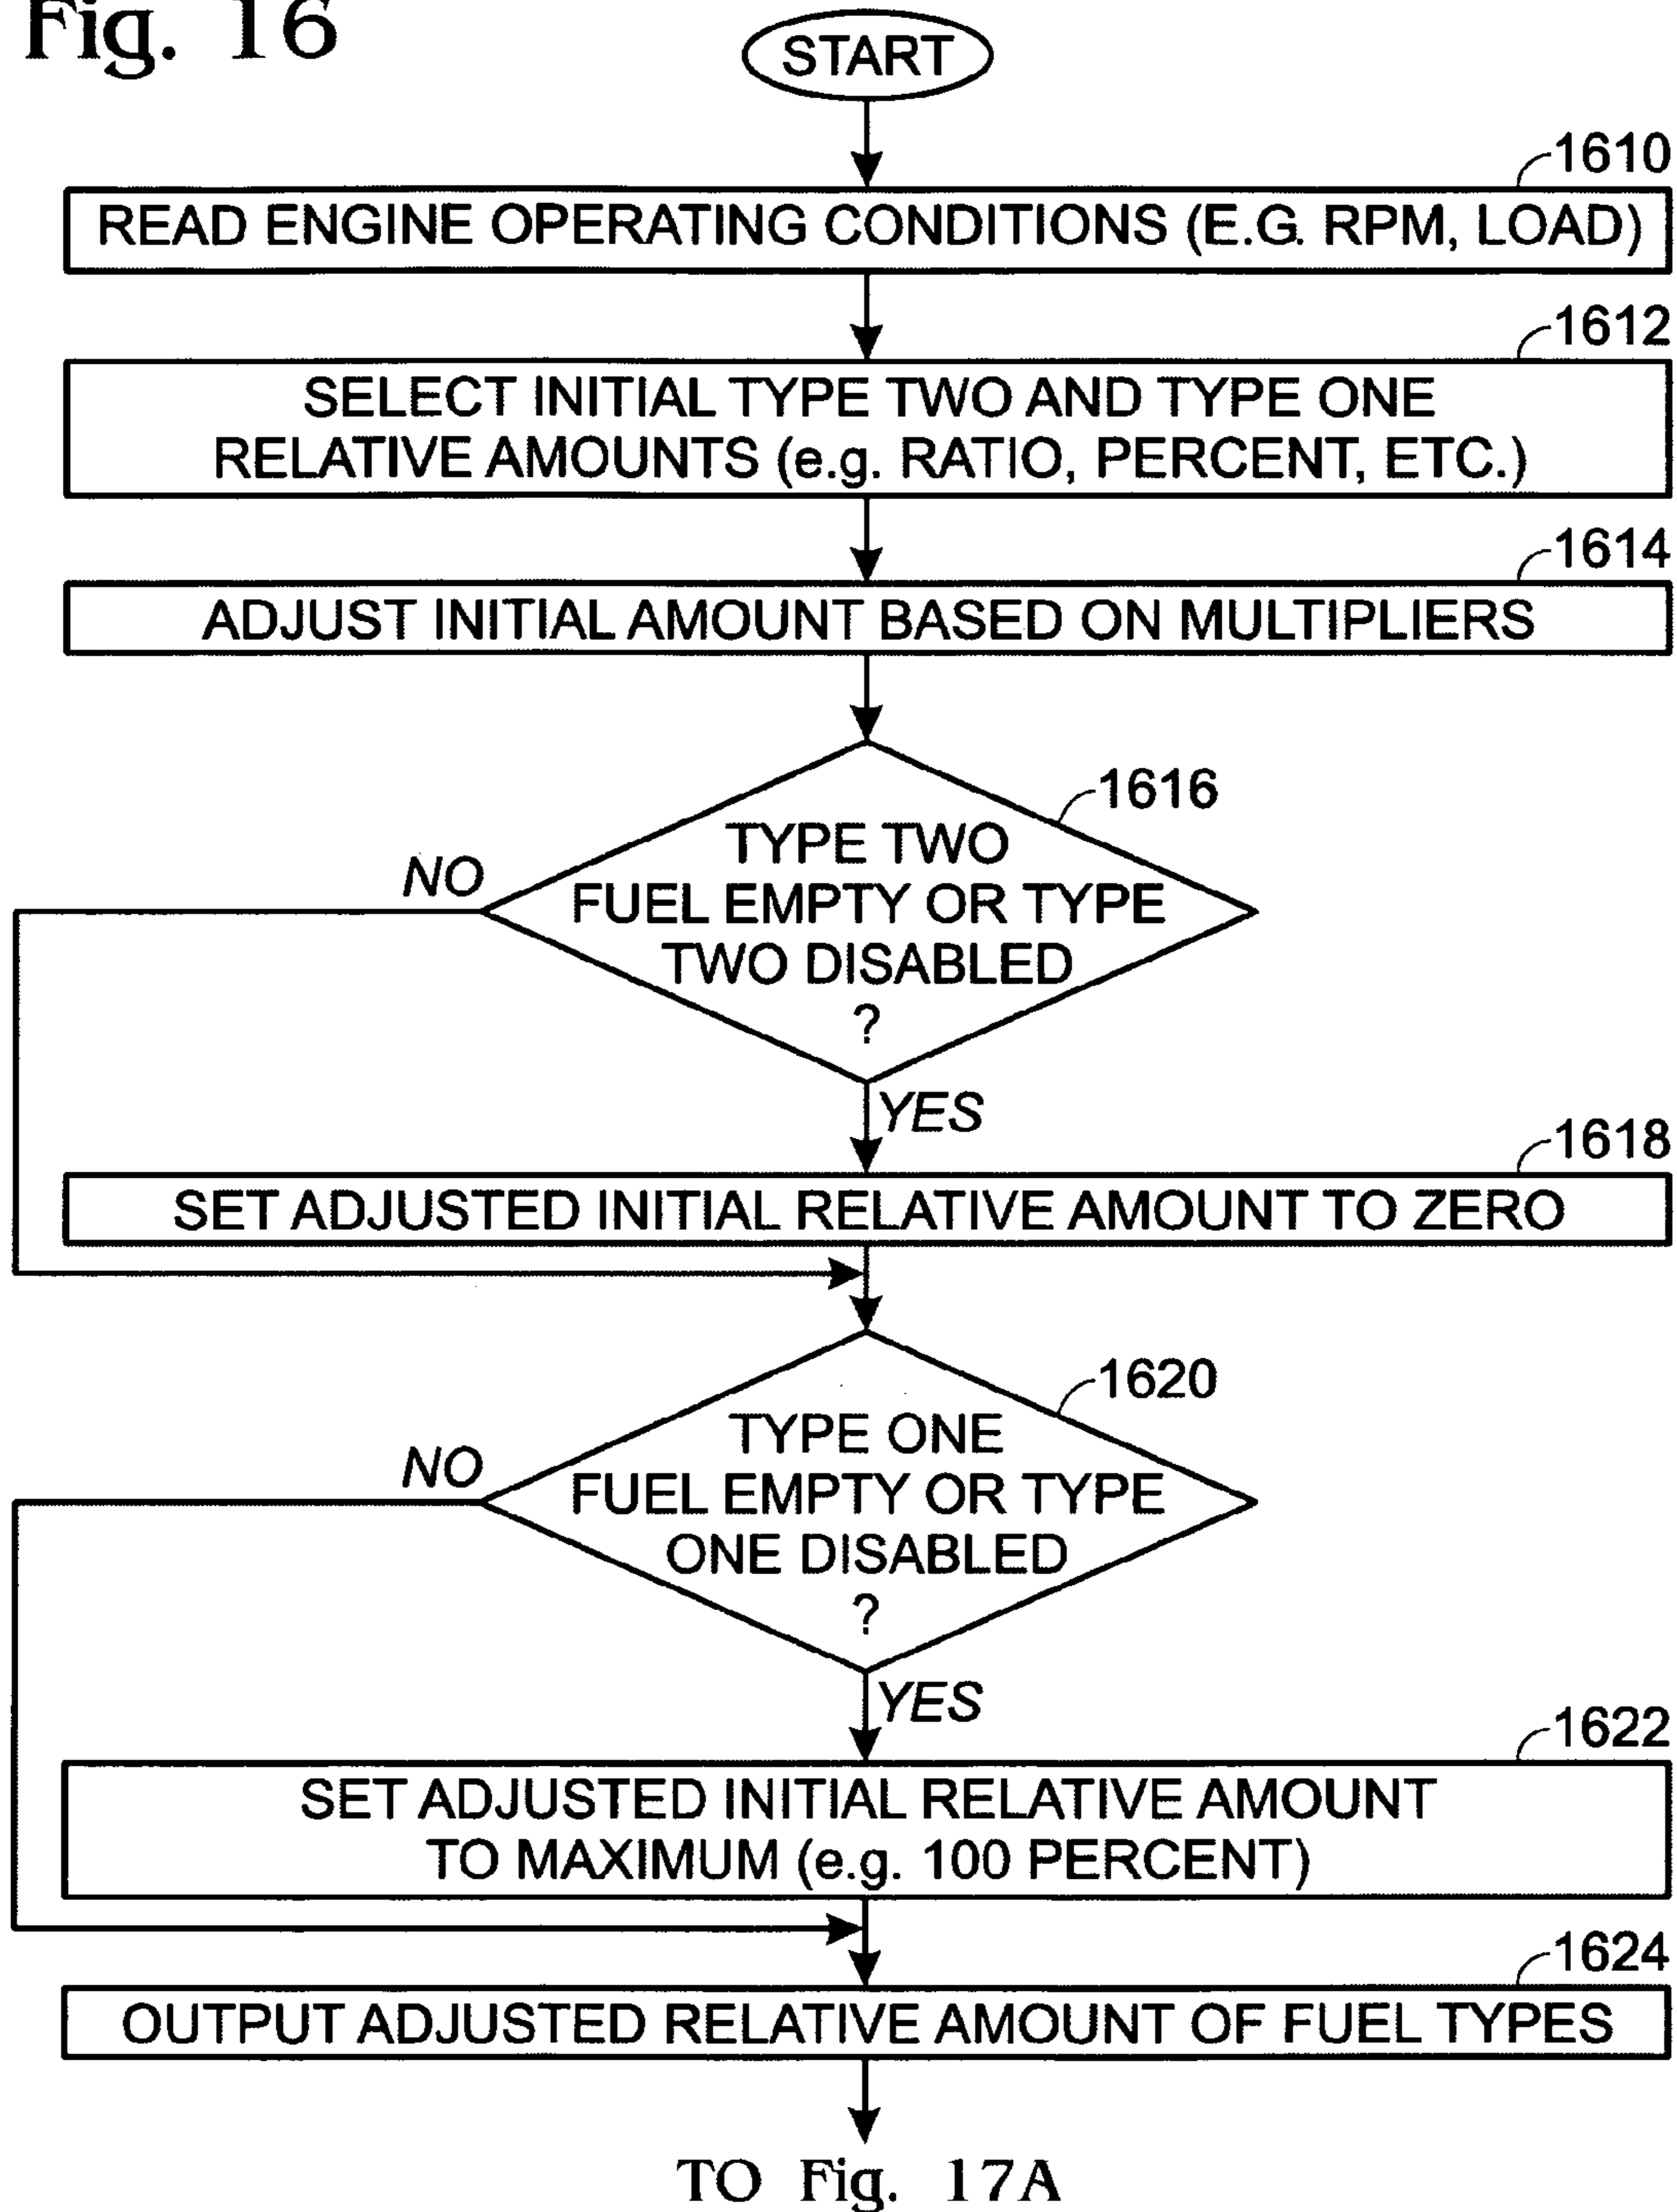 Fig. 16
START
1610
READ ENGINE OPERATING CONDITIONS (E.G. RPM, LOAD)
1612
SELECT INITIAL TYPE TWO AND TYPE ONE
RELATIVE AMOUNTS (e.g. RATIO, PERCENT, ETC.)
1614
ADJUST INITIAL AMOUNT BASED ON MULTIPLIERS
1616
TYPE TWO
NO
FUEL EMPTY OR TYPE
TWO DISABLED
?
YES
1618
SET ADJUSTED INITIAL RELATIVE AMOUNT TO ZERO
1620
TYPE ONE
NO
FUEL EMPTY OR TYPE
ONE DISABLED
?
YES
1622
SET ADJUSTED INITIAL RELATIVE AMOUNT
TO MAXIMUM (e.g. 100 PERCENT)
1624
OUTPUT ADJUSTED RELATIVE AMOUNT OF FUEL TYPES
TO Fig. 17A